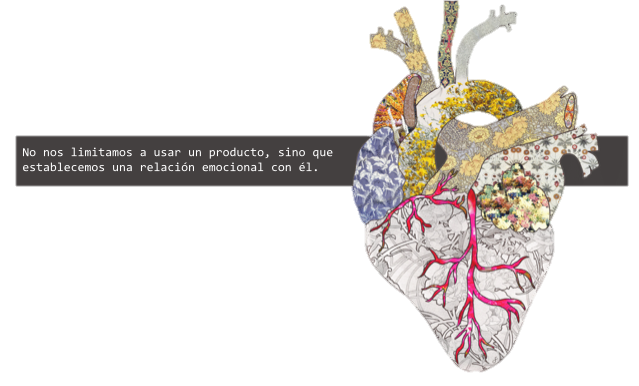 No nos limitamos a usar un producto, sino que
establecemos una relación emocional con él.